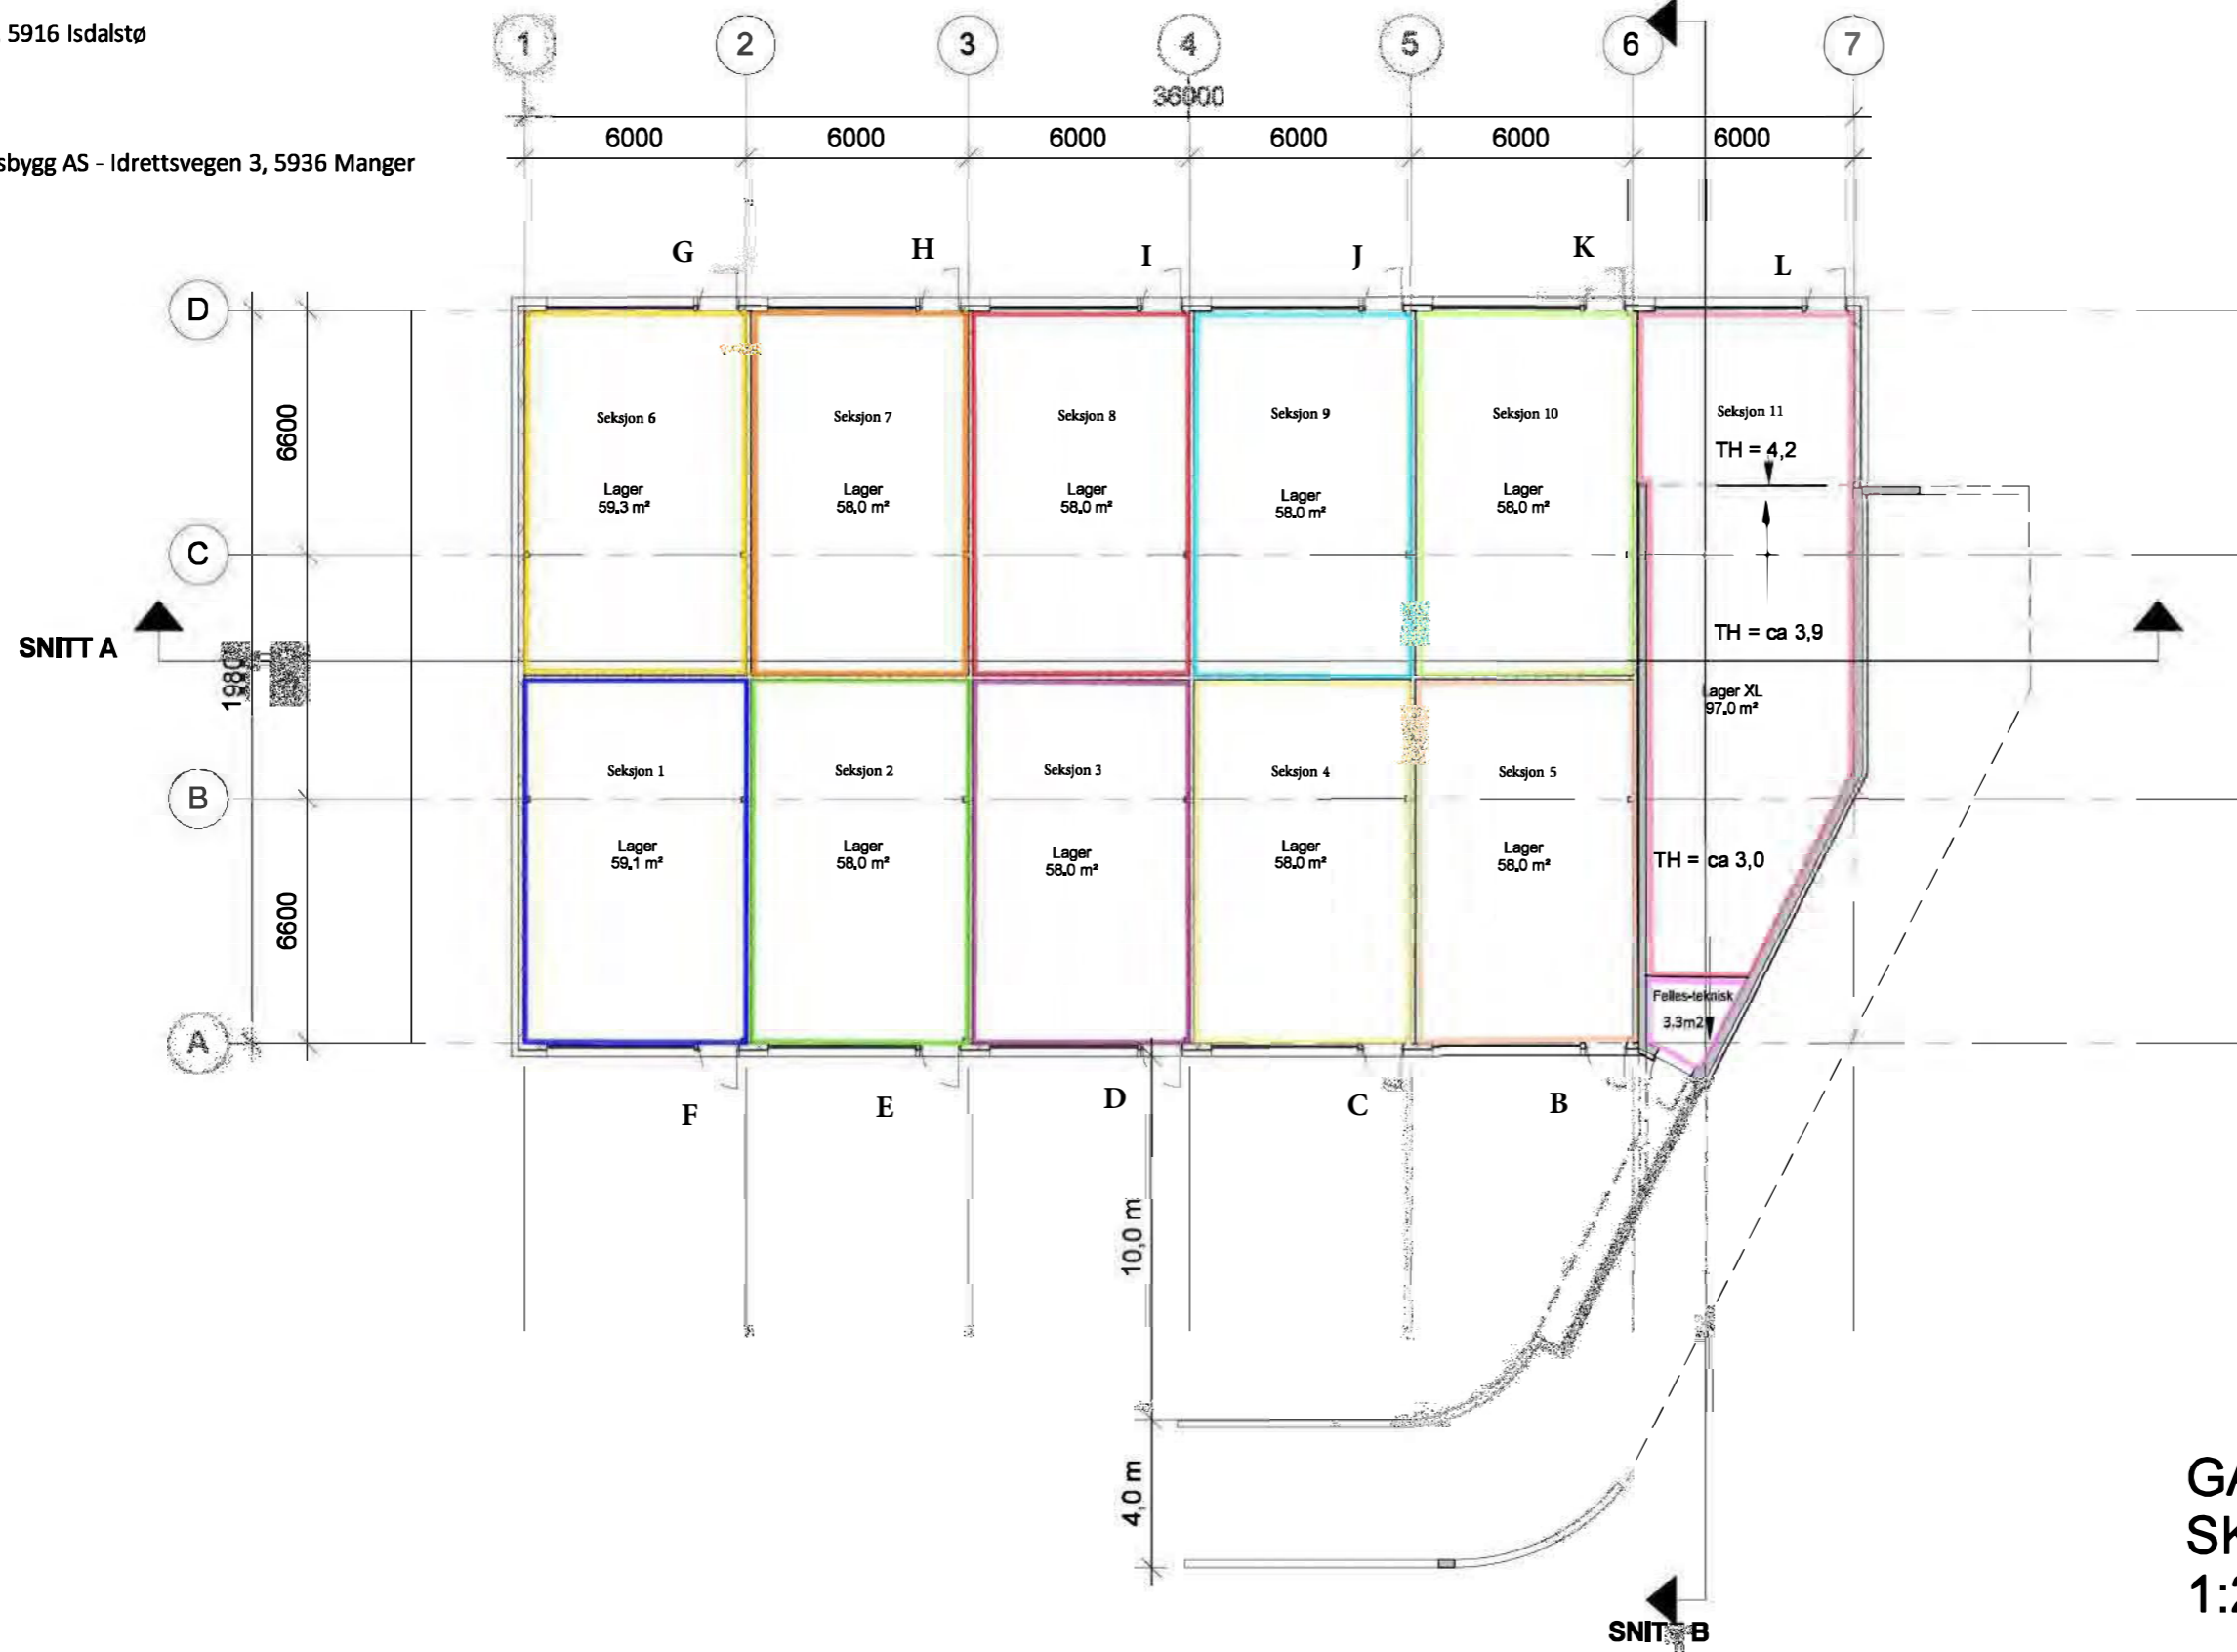 5916 Isdalstø
sbygg AS - Idrettsvegen 3, 5936 Manger
1 2 3 4 5 6 7
36000
6000 6000 6000 6000 6000 6000
G H I J K L
D
6600
Seksjon 6 Seksjon 7 Seksjon 8 Seksjon 9 Seksjon 10 Seksjon 11
TH = 4,2
Lager Lager Lager Lager Lager
59.3 m² 58.0 m² 58.0 m² 58.0 m² 58.0 m²
C
SNITT A
TH = ca 3,9
Lager XL
97.0 m²
Seksjon 1 Seksjon 2 Seksjon 3 Seksjon 4 Seksjon 5
B
Lager Lager Lager Lager Lager
59.1 m² 58.0 m² 58.0 m² 58.0 m² 58.0 m²
TH = ca 3,0
6600
Felles-teknisk
3.3m2
A
F E D C B
10,0 m
4,0 m
SNITT B